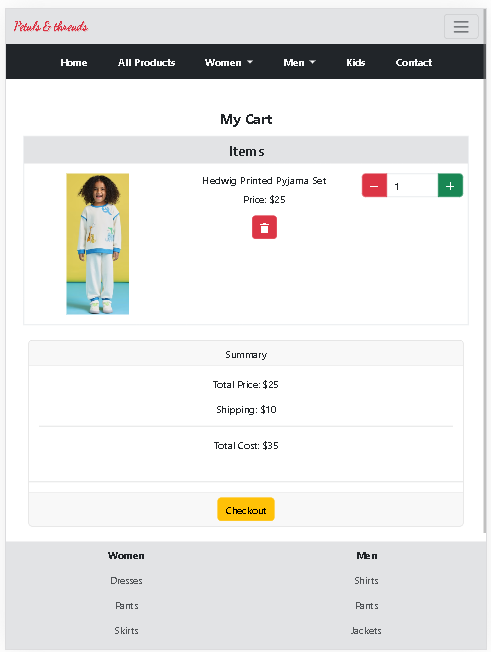 Petals & threads
Home All Products Women Men Kids Contact
My Cart
Items
Hedwig Printed Pyjama Set
Price: $25
1
Summary
Total Price: $25
Shipping: $10
Total Cost: $35
Checkout
Women Men
Dresses Shirts
Pants Pants
Skirts Jackets